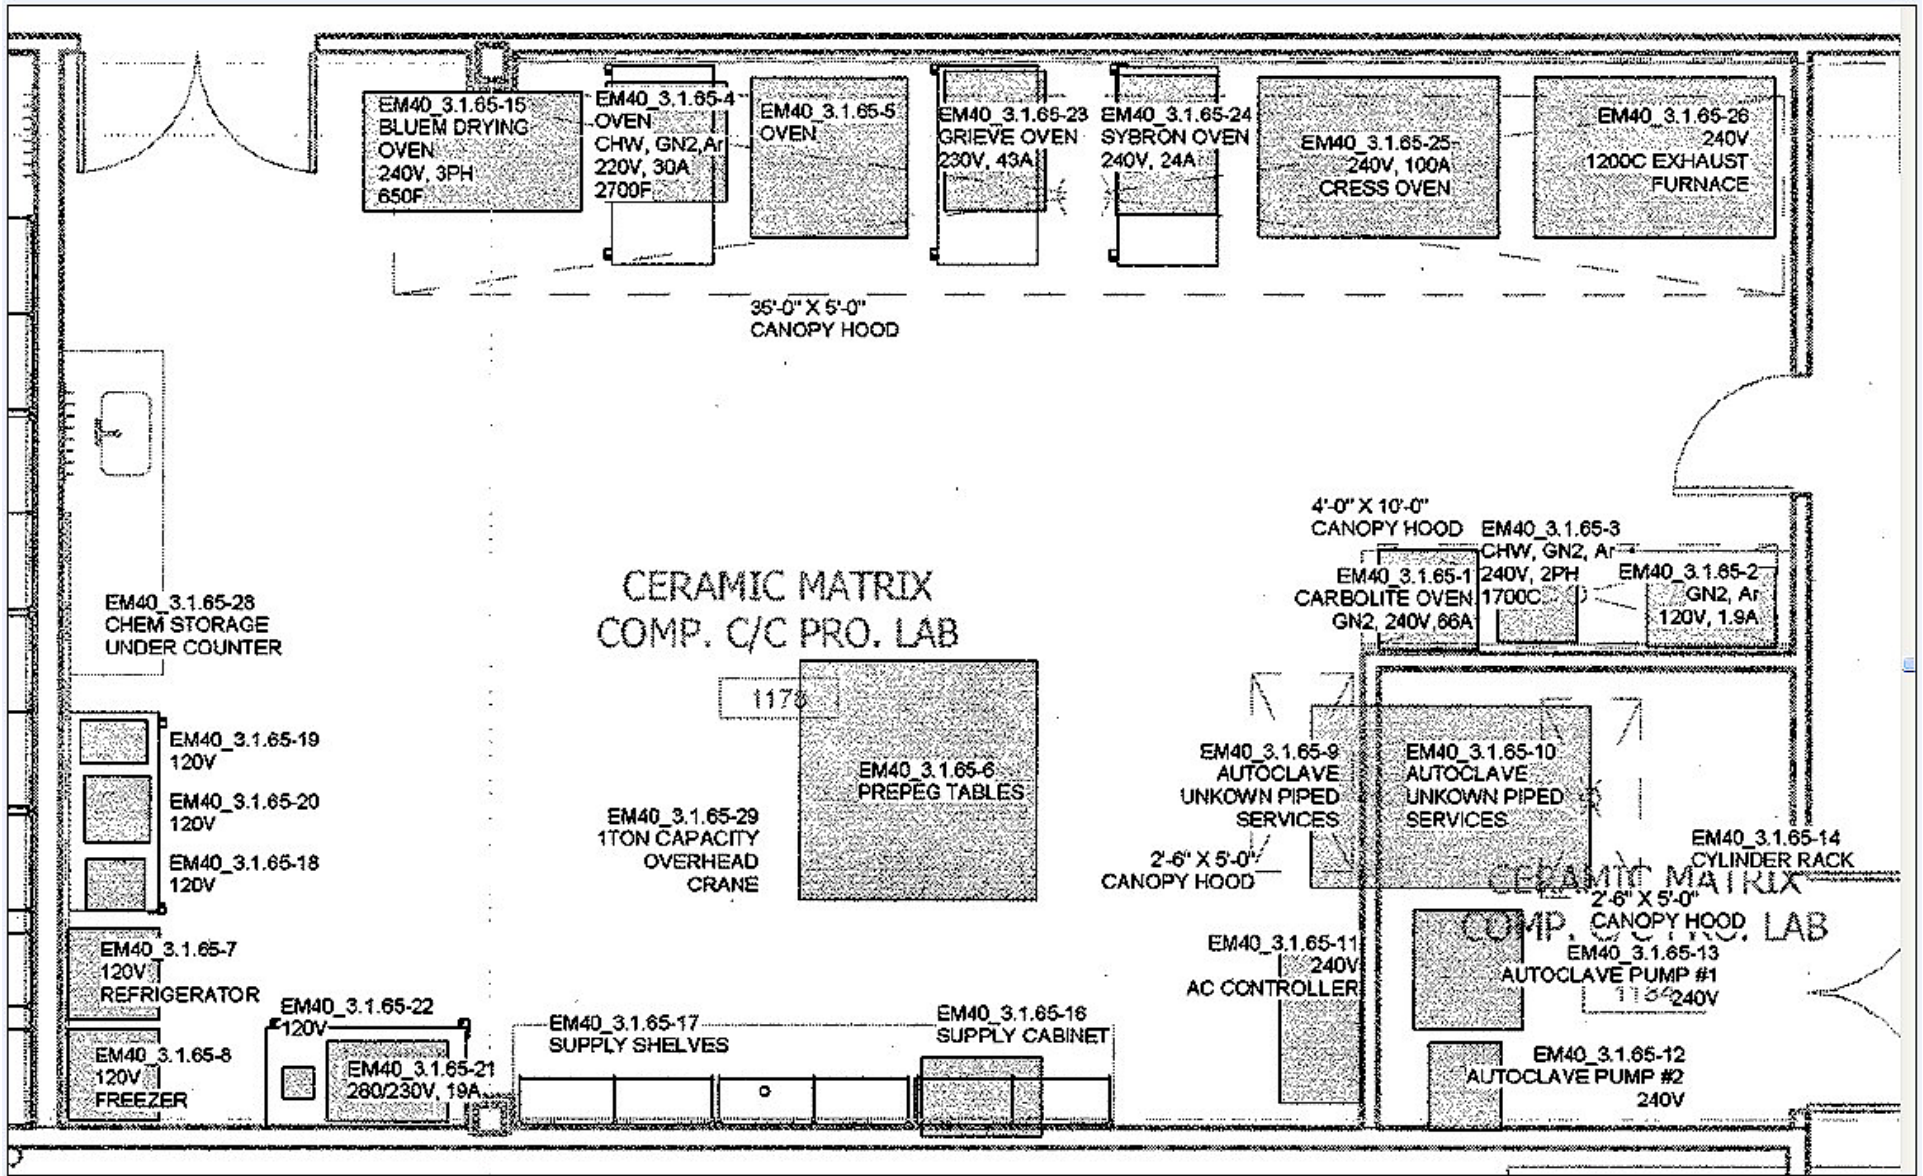 EM40_3.1.65-15
BLUEM DRYING
OVEN
240V, 3PH
650F
EM40_3.1.65-4
OVEN
CHW, GN2,Ar
220V, 30A
2700F
EM40_3.1.65-5
OVEN
EM40_3.1.65-23
GRIEVE OVEN
230V, 43A
EM40_3.1.65-24
SYBRON OVEN
240V, 24A
EM40_3.1.65-25
240V, 100A
CRESS OVEN
EM40_3.1.65-26
240V
1200C EXHAUST
FURNACE
35'-0" X 5'-0"
CANOPY HOOD
4'-0" X 10'-0"
CANOPY HOOD
EM40_3.1.65-3
CHW, GN2, Ar
240V, 2PH
1700C
EM40_3.1.65-1
CARBOLITE OVEN
GN2, 240V,66A
EM40_3.1.65-2
GN2, Ar
120V, 1.9A
CERAMIC MATRIX
COMP. C/C PRO. LAB
1178
EM40_3.1.65-28
CHEM STORAGE
UNDER COUNTER
EM40_3.1.65-19
120V
EM40_3.1.65-20
120V
EM40_3.1.65-18
120V
EM40_3.1.65-6
PREPEG TABLES
EM40_3.1.65-29
1TON CAPACITY
OVERHEAD
CRANE
EM40_3.1.65-9
AUTOCLAVE
UNKOWN PIPED
SERVICES
EM40_3.1.65-10
AUTOCLAVE
UNKOWN PIPED
SERVICES
2'-6" X 5'-0"
CANOPY HOOD
EM40_3.1.65-14
CYLINDER RACK
CERAMIC MATRIX
2'-6" X 5'-0"
CANOPY HOOD
COMP. C/C PRO. LAB
EM40_3.1.65-13
AUTOCLAVE PUMP #1
240V
EM40_3.1.65-11
240V
AC CONTROLLER
EM40_3.1.65-7
120V
REFRIGERATOR
EM40_3.1.65-22
120V
EM40_3.1.65-8
120V
FREEZER
EM40_3.1.65-21
280/230V, 19A
EM40_3.1.65-17
SUPPLY SHELVES
EM40_3.1.65-16
SUPPLY CABINET
EM40_3.1.65-12
AUTOCLAVE PUMP #2
240V